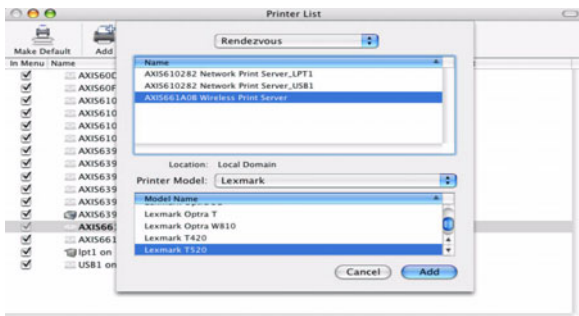 Printer List
Make Default
Add
In Menu
Name
AXIS60C
AXIS60F
AXIS610
AXIS610
AXIS610
AXIS639
AXIS639
AXIS639
AXIS639
AXIS639
AXIS66
AXIS661
lpt1 on
USB1 on
Rendezvous
Name
AXIS610282 Network Print Server_LPT1
AXIS610282 Network Print Server_USB1
AXIS661A08 Wireless Print Server
Location: Local Domain
Printer Model: Lexmark
Model Name
Lexmark Optra T
Lexmark Optra W810
Lexmark T420
Lexmark T520
Cancel
Add